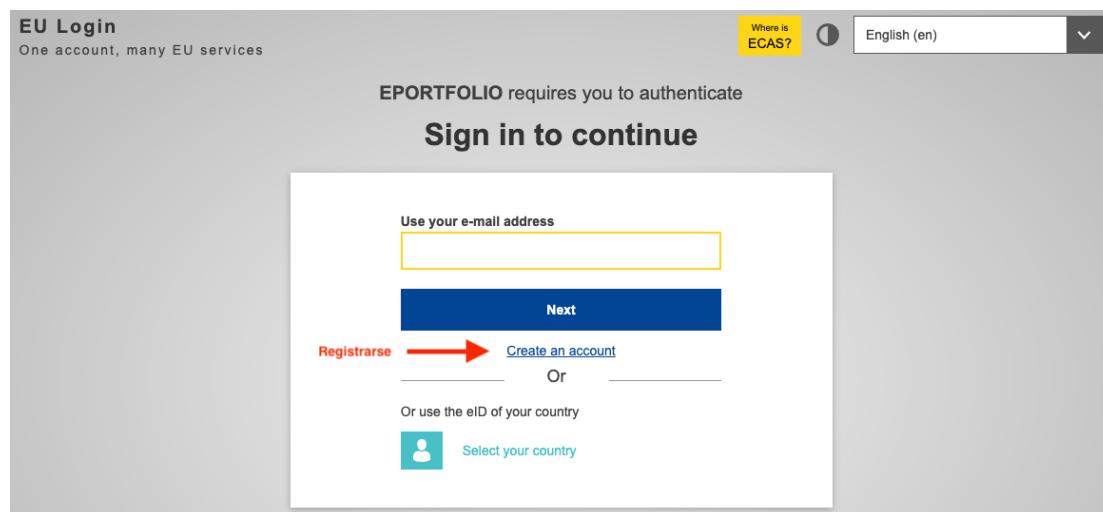 EU Login
One account, many EU services
Where is
ECAS?
English (en)
EPORTFOLIO requires you to authenticate
Sign in to continue
Use your e-mail address
Next
Registrarse
Create an account
Or
Or use the eID of your country
Select your country